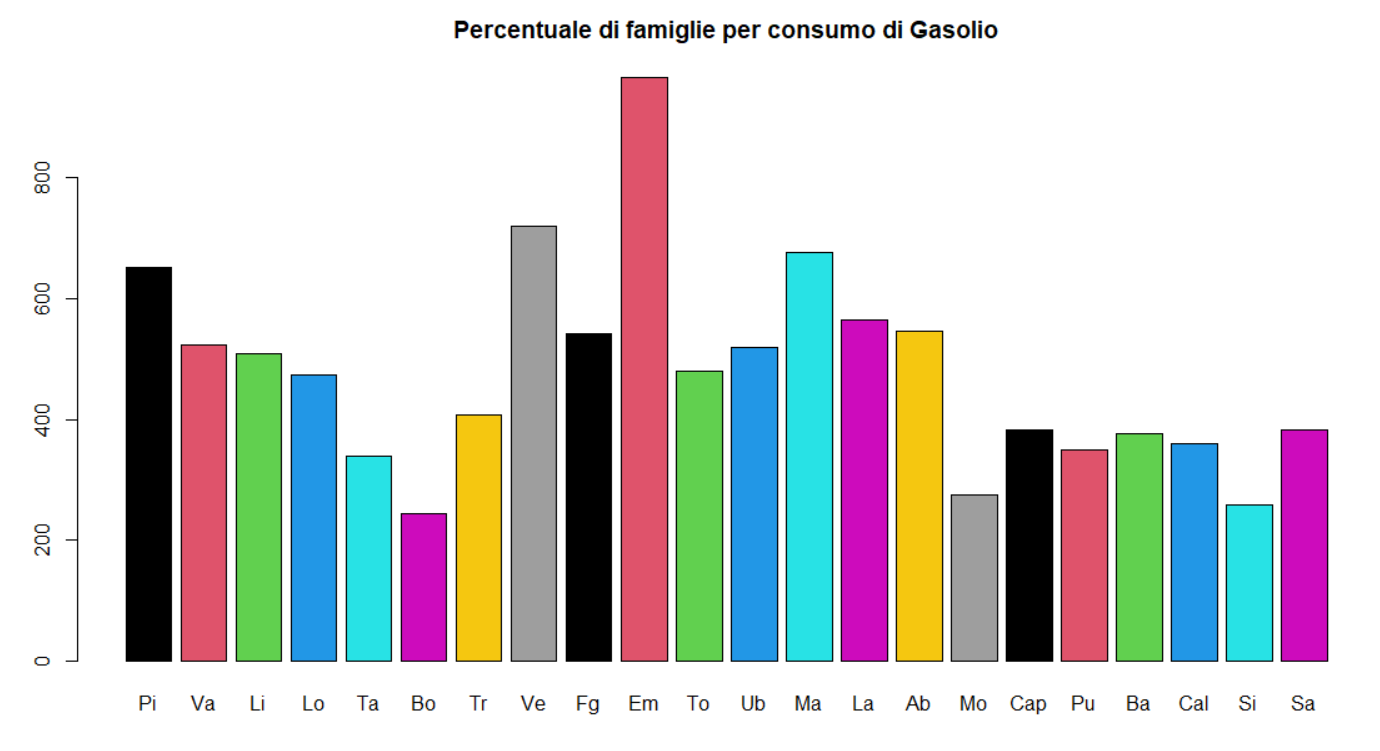 Percentuale di famiglie per consumo di Gasolio
800
600
400
200
0
Pi Va Li Lo Ta Bo Tr Ve Fg Em To Ub Ma La Ab Mo Cap Pu Ba Cal Si Sa